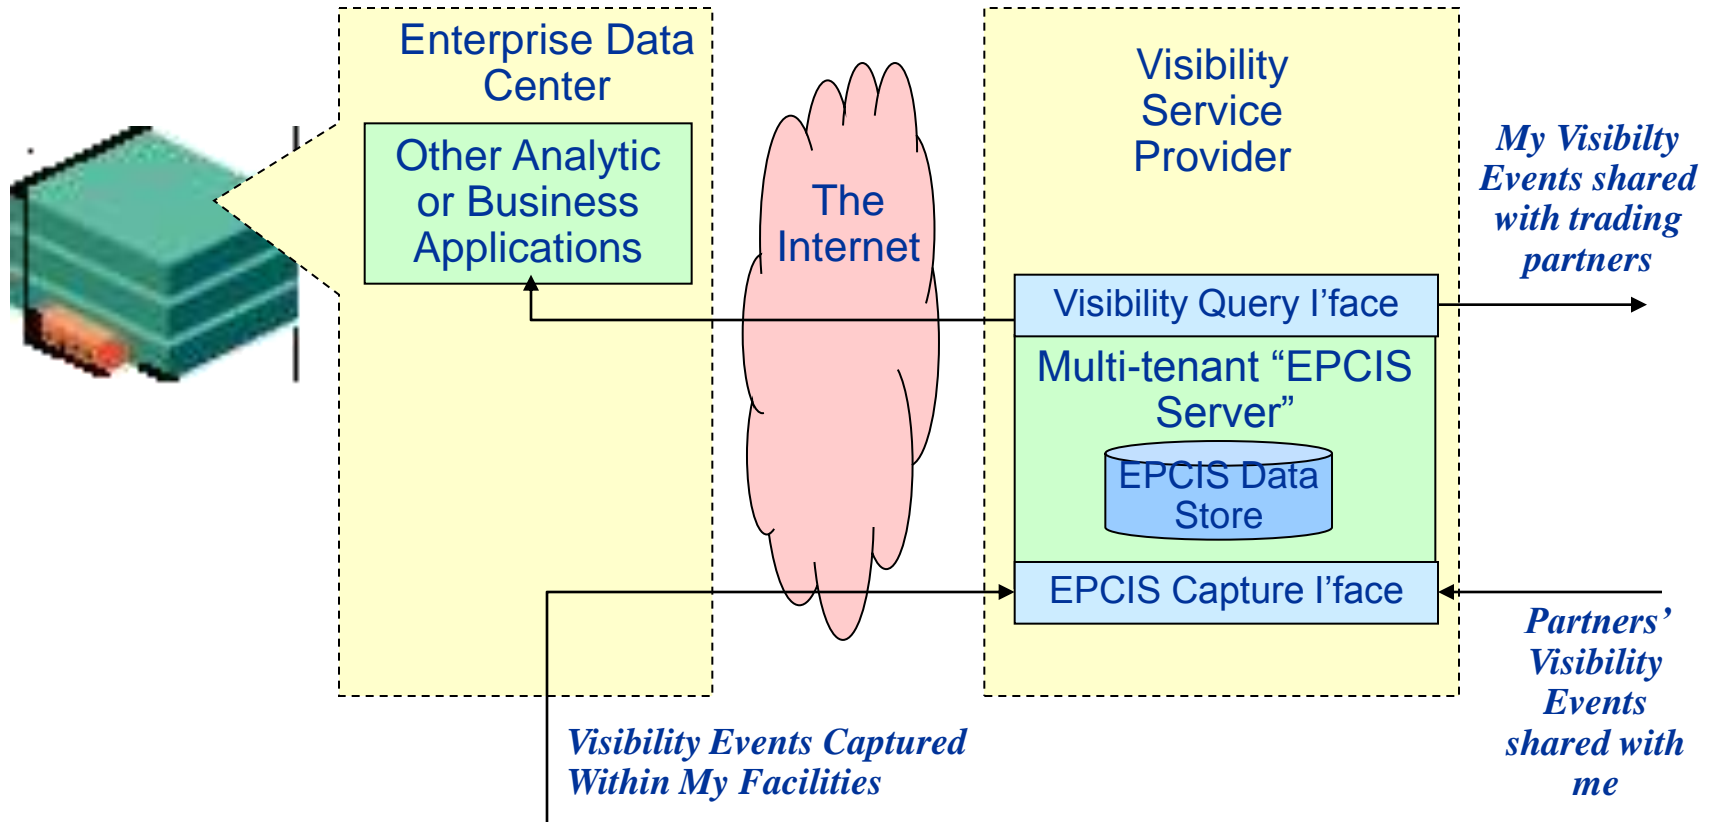 Enterprise Data
Center
Other Analytic
or Business
Applications
The
Internet
Visibility
Service
Provider
Visibility Query I’face
Multi-tenant “EPCIS
Server”
EPCIS Data
Store
EPCIS Capture I’face
My Visibilty
Events shared
with trading
partners
Partners’
Visibility
Events
shared with
me
Visibility Events Captured
Within My Facilities